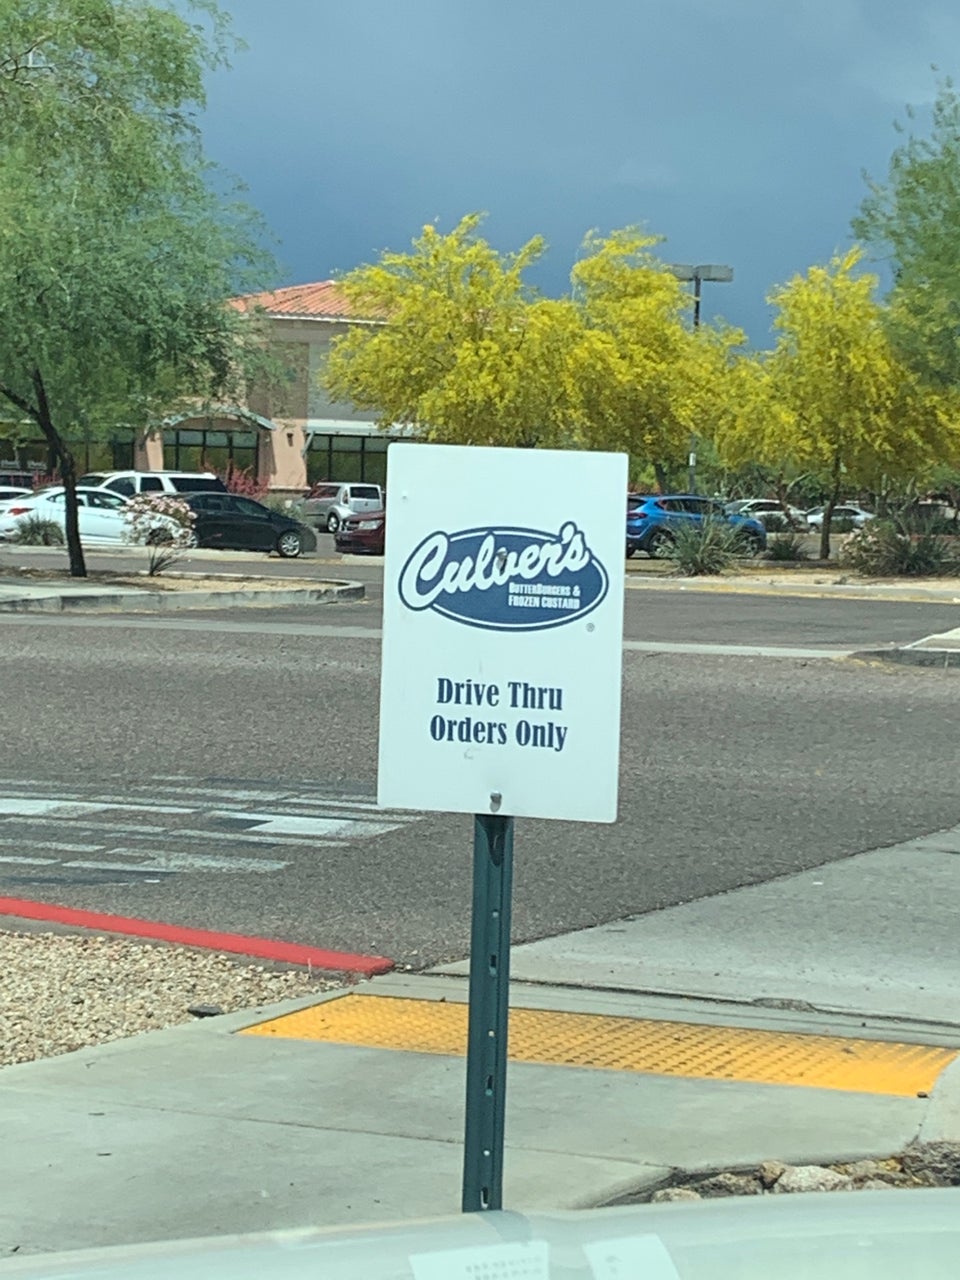 Culver's
BUTTERBURGERS &
FROZEN CUSTARD
®
Drive Thru
Orders Only